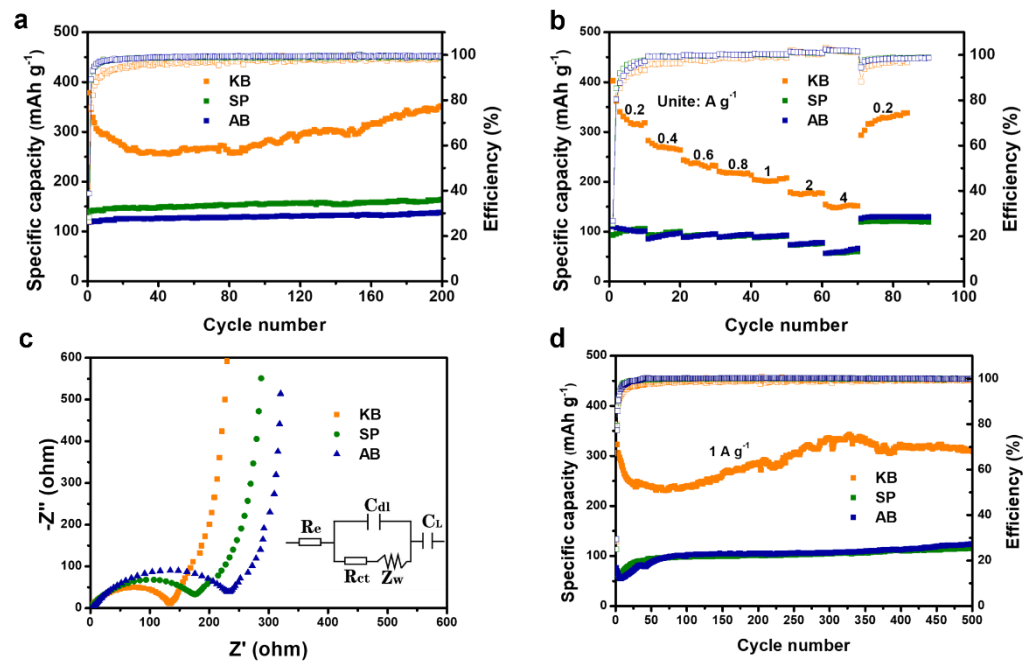 a
500
450
400
350
300
250
200
150
100
50
0
Specific capacity (mAh g⁻¹)
KB
SP
AB
100
80
60
40
20
0
Efficiency (%)
0
40
80
120
160
200
Cycle number
b
500
400
300
200
100
0
Specific capacity (mAh g⁻¹)
KB
SP
AB
Unite: A g⁻¹
0.2
0.4
0.6
0.8
1
2
4
0.2
100
80
60
40
20
0
Efficiency (%)
0
20
40
60
80
100
Cycle number
c
600
500
400
300
200
100
0
-Z'' (ohm)
KB
SP
AB
Re
Cdl
CL
Rct
Zw
0
100
200
300
400
500
600
Z' (ohm)
d
500
400
300
200
100
0
Specific capacity (mAh g⁻¹)
1 A g⁻¹
KB
SP
AB
100
80
60
40
20
0
Efficiency (%)
0
50
100
150
200
250
300
350
400
450
500
Cycle number